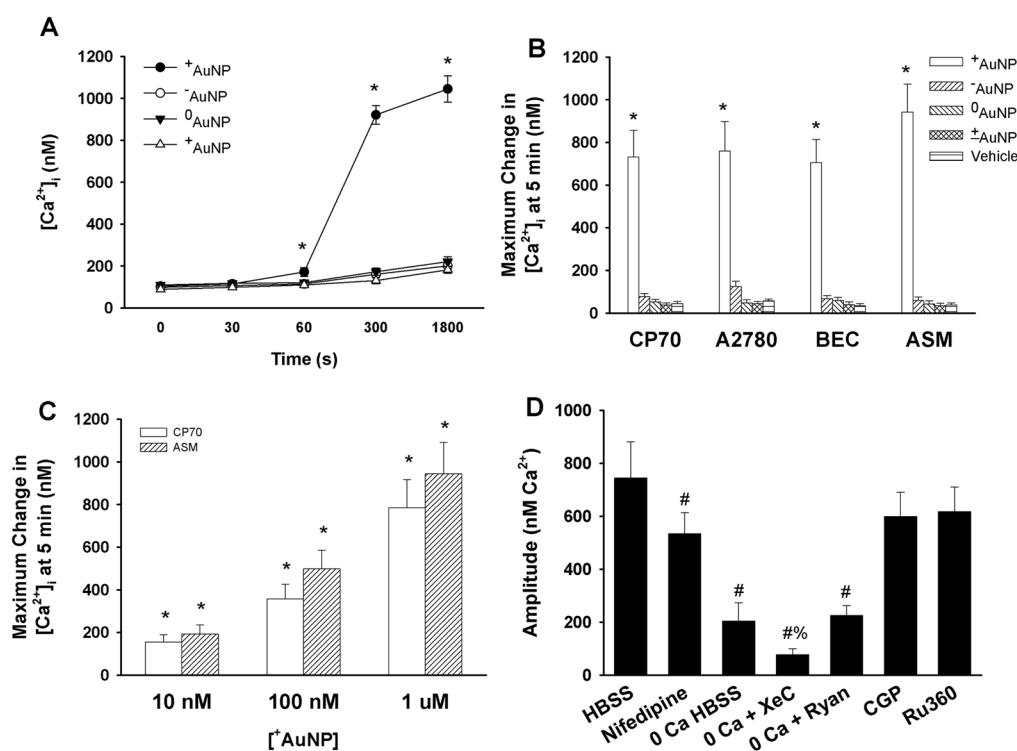 A
1200
1000
800
600
400
200
0
[Ca²⁺]ᵢ (nM)
⁺AuNP
⁻AuNP
⁰AuNP
⁺AuNP
*
*
*
0 30 60 300 1800
Time (s)
B
1200
1000
800
600
400
200
0
Maximum Change in
[Ca²⁺]ᵢ at 5 min (nM)
⁺AuNP
⁻AuNP
⁰AuNP
±AuNP
Vehicle
* * * *
CP70 A2780 BEC ASM
C
1200
1000
800
600
400
200
0
Maximum Change in
[Ca²⁺]ᵢ at 5 min (nM)
CP70
ASM
* * * * * *
10 nM 100 nM 1 uM
[⁺AuNP]
D
1000
800
600
400
200
0
Amplitude (nM Ca²⁺)
# # #% #
HBSS
Nifedipine
0 Ca HBSS
0 Ca + XeC
0 Ca + Ryan
CGP
Ru360